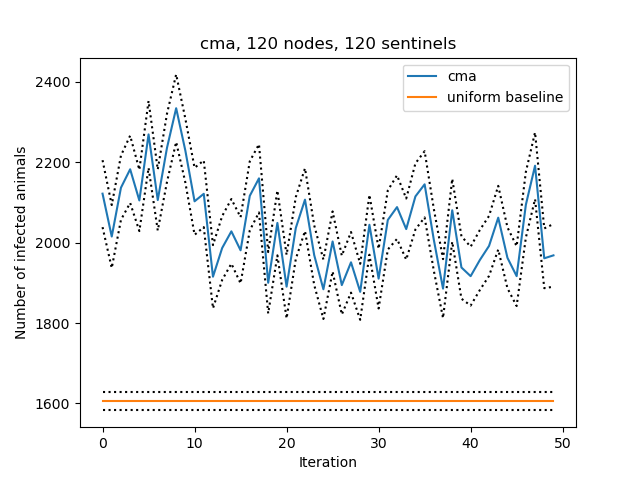 cma, 120 nodes, 120 sentinels
cma
uniform baseline
2400
2200
2000
1800
1600
Number of infected animals
0
10
20
30
40
50
Iteration